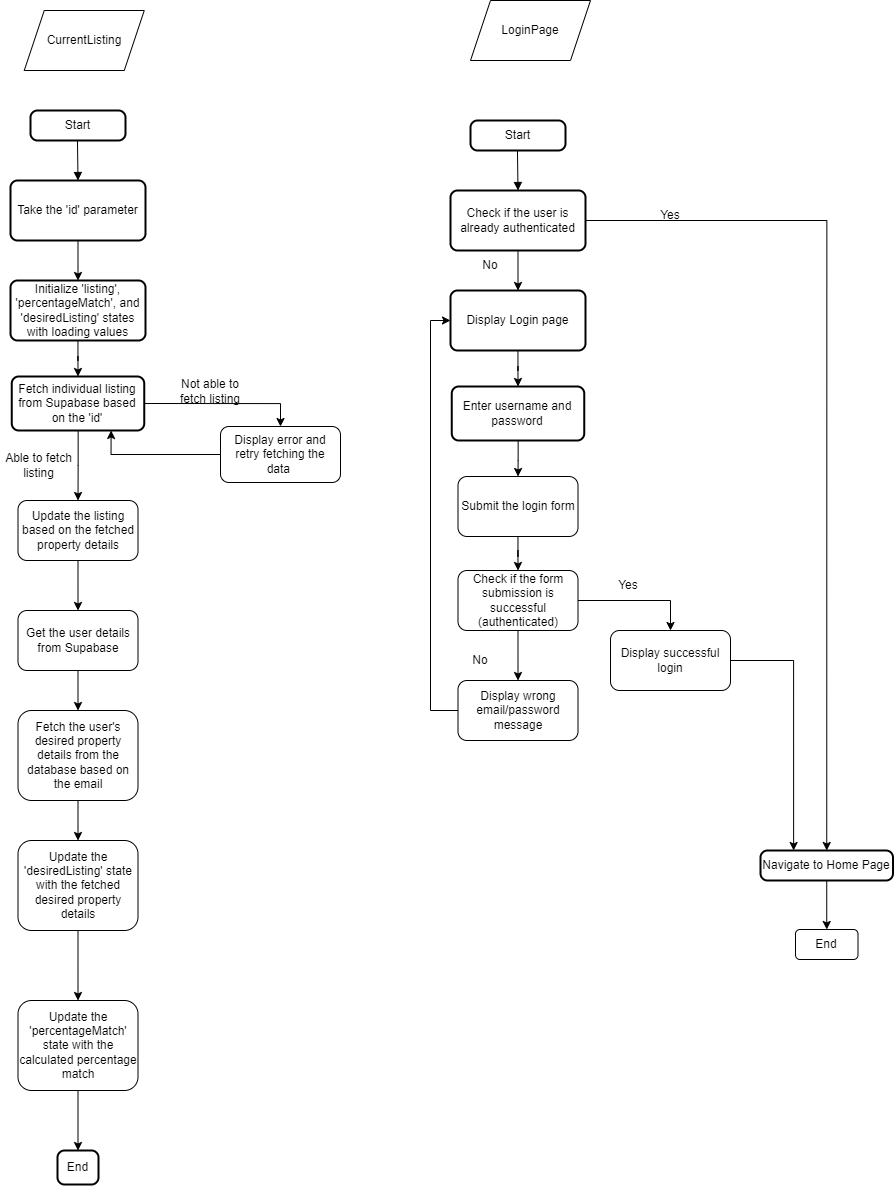 CurrentListing
Start
Take the 'id' parameter
Initialize 'listing',
'percentageMatch', and
'desiredListing' states
with loading values
Fetch individual listing
from Supabase based
on the 'id'
Not able to
fetch listing
Display error and
retry fetching the
data
Able to fetch
listing
Update the listing
based on the fetched
property details
Get the user details
from Supabase
Fetch the user's
desired property
details from the
database based on
the email
Update the
'desiredListing' state
with the fetched
desired property
details
Update the
'percentageMatch'
state with the
calculated percentage
match
End
LoginPage
Start
Check if the user is
already authenticated
Yes
No
Display Login page
Enter username and
password
Submit the login form
Check if the form
submission is
successful
(authenticated)
Yes
Display successful
login
No
Display wrong
email/password
message
Navigate to Home Page
End